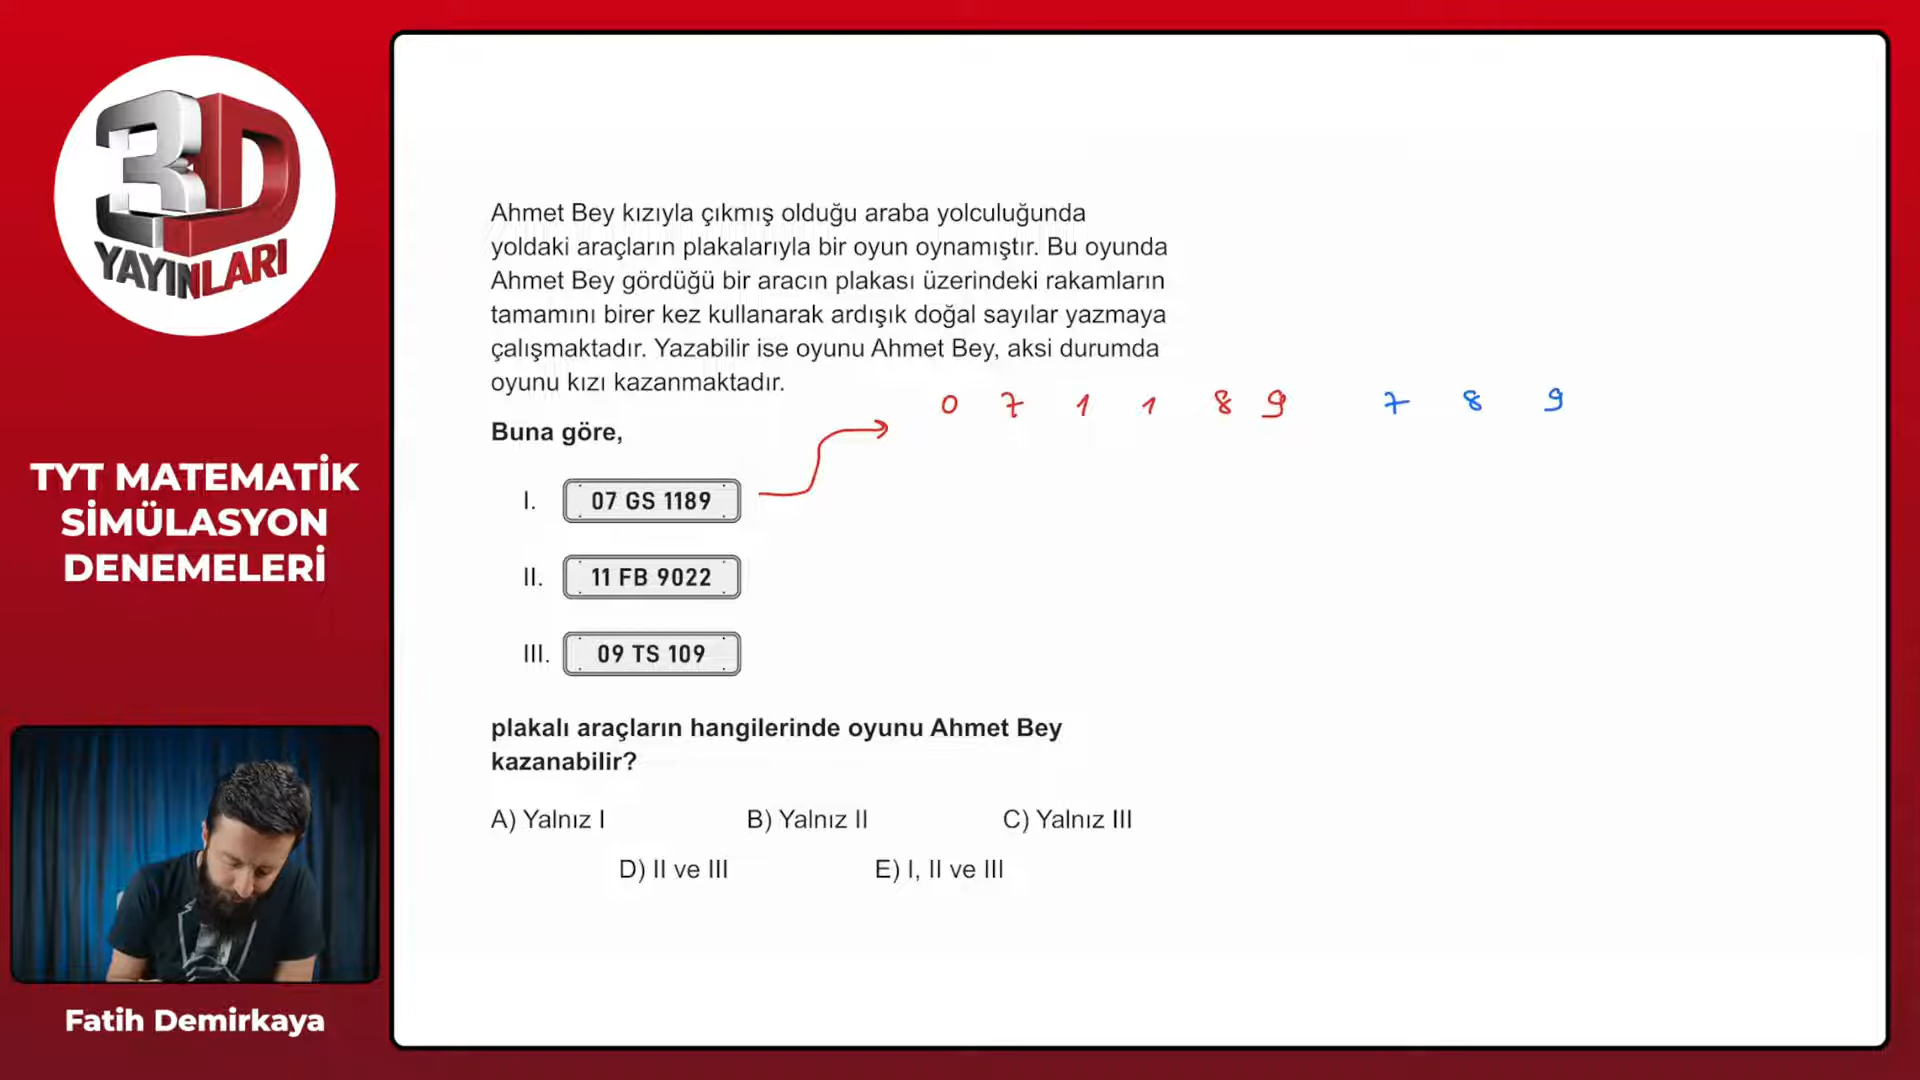 3D
YAYINLARI
TYT MATEMATİK
SİMÜLASYON
DENEMELERİ
Fatih Demirkaya
Ahmet Bey kızıyla çıkmış olduğu araba yolculuğunda
yoldaki araçların plakalarıyla bir oyun oynamıştır. Bu oyunda
Ahmet Bey gördüğü bir aracın plakası üzerindeki rakamların
tamamını birer kez kullanarak ardışık doğal sayılar yazmaya
çalışmaktadır. Yazabilir ise oyunu Ahmet Bey, aksi durumda
oyunu kızı kazanmaktadır.
0 7 1 1 8 9 7 8 9
Buna göre,
I. 07 GS 1189
II. 11 FB 9022
III. 09 TS 109
plakalı araçların hangilerinde oyunu Ahmet Bey
kazanabilir?
A) Yalnız I B) Yalnız II C) Yalnız III
D) II ve III E) I, II ve III